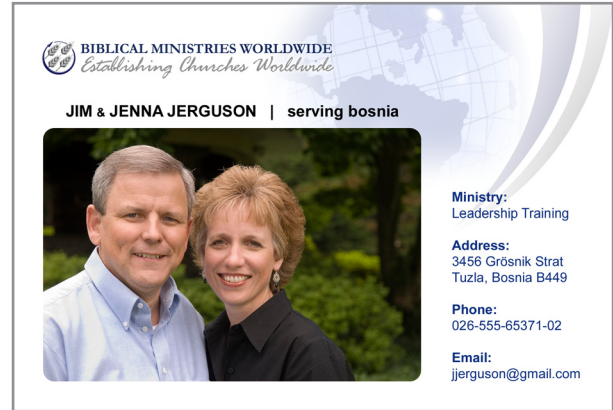 BIBLICAL MINISTRIES WORLDWIDE
Establishing Churches Worldwide
JIM & JENNA JERGUSON | serving bosnia
Ministry:
Leadership Training
Address:
3456 Grösnik Strat
Tuzla, Bosnia B449
Phone:
026-555-65371-02
Email:
jjerguson@gmail.com